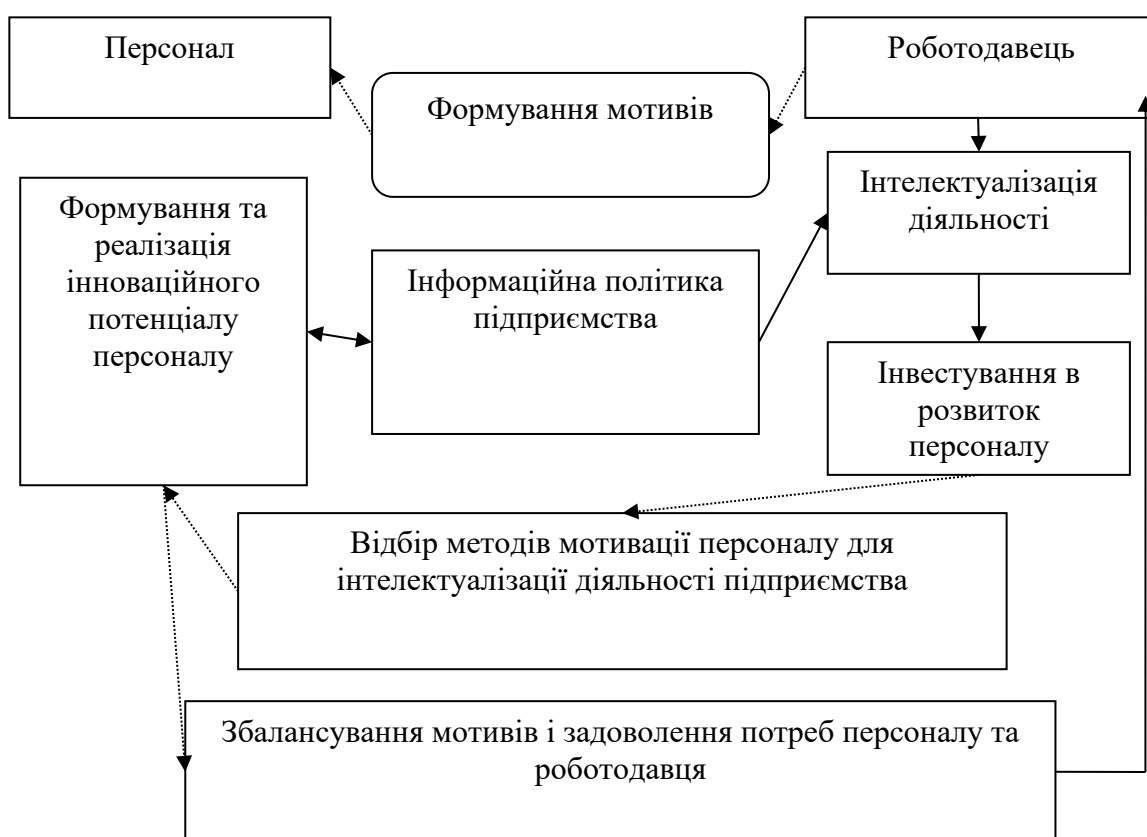 Персонал
Роботодавець
Формування мотивів
Формування та
реалізація
інноваційного
потенціалу
персоналу
Інформаційна політика
підприємства
Інтелектуалізація
діяльності
Інвестування в
розвиток
персоналу
Відбір методів мотивації персоналу для
інтелектуалізації діяльності підприємства
Збалансування мотивів і задоволення потреб персоналу та
роботодавця